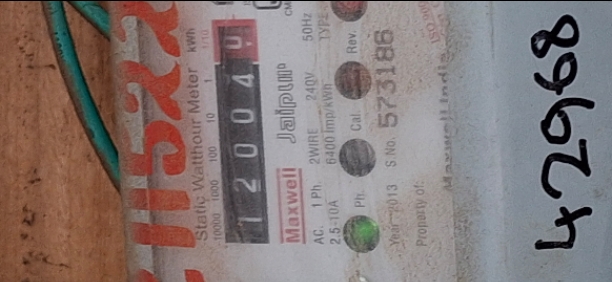 Static Watthour Meter kWh
10000 1000 100 10 1 1/10
1 2 0 0 4 0
Maxwell Jaipur
AC. 1 Ph 2WIRE 240V 50Hz
2.5-10A 6400 Imp/kWh
Ph. Cal. Rev.
Year 2013 S No. 573186
Property of:
42968